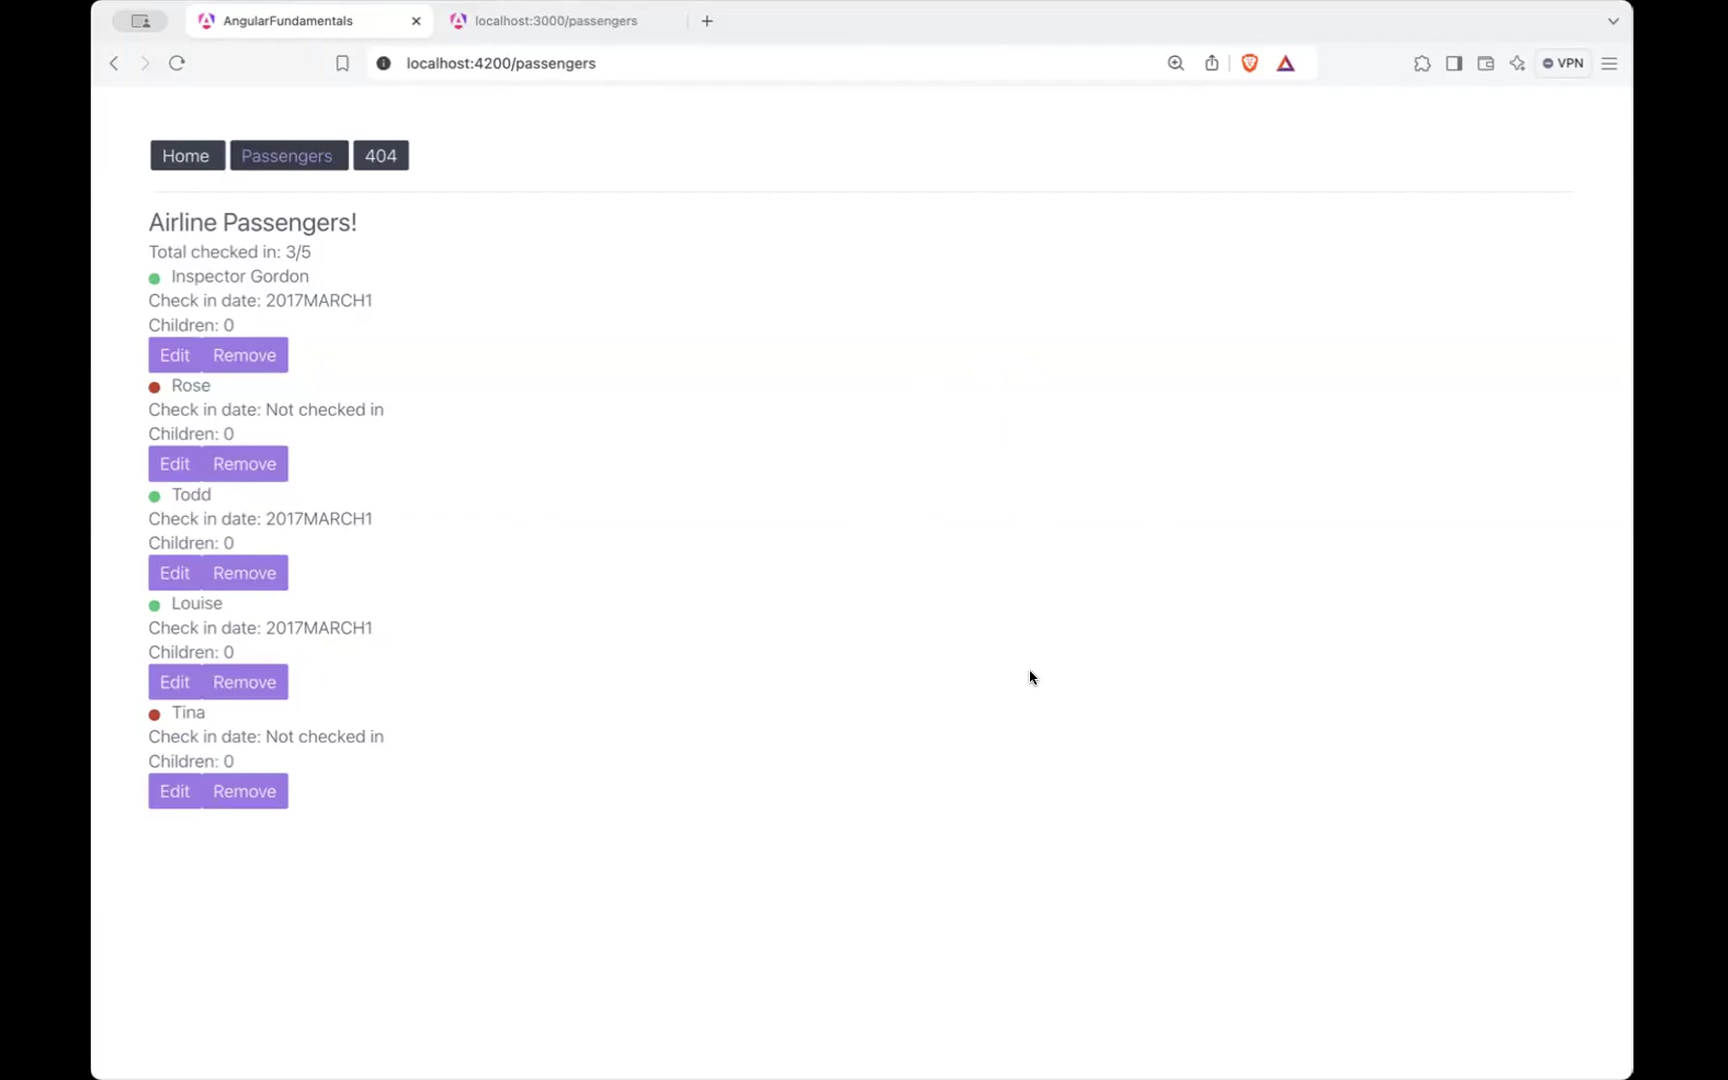 AngularFundamentals
localhost:3000/passengers
localhost:4200/passengers
VPN
Home
Passengers
404
Airline Passengers!
Total checked in: 3/5
Inspector Gordon
Check in date: 2017MARCH1
Children: 0
Edit Remove
Rose
Check in date: Not checked in
Children: 0
Edit Remove
Todd
Check in date: 2017MARCH1
Children: 0
Edit Remove
Louise
Check in date: 2017MARCH1
Children: 0
Edit Remove
Tina
Check in date: Not checked in
Children: 0
Edit Remove